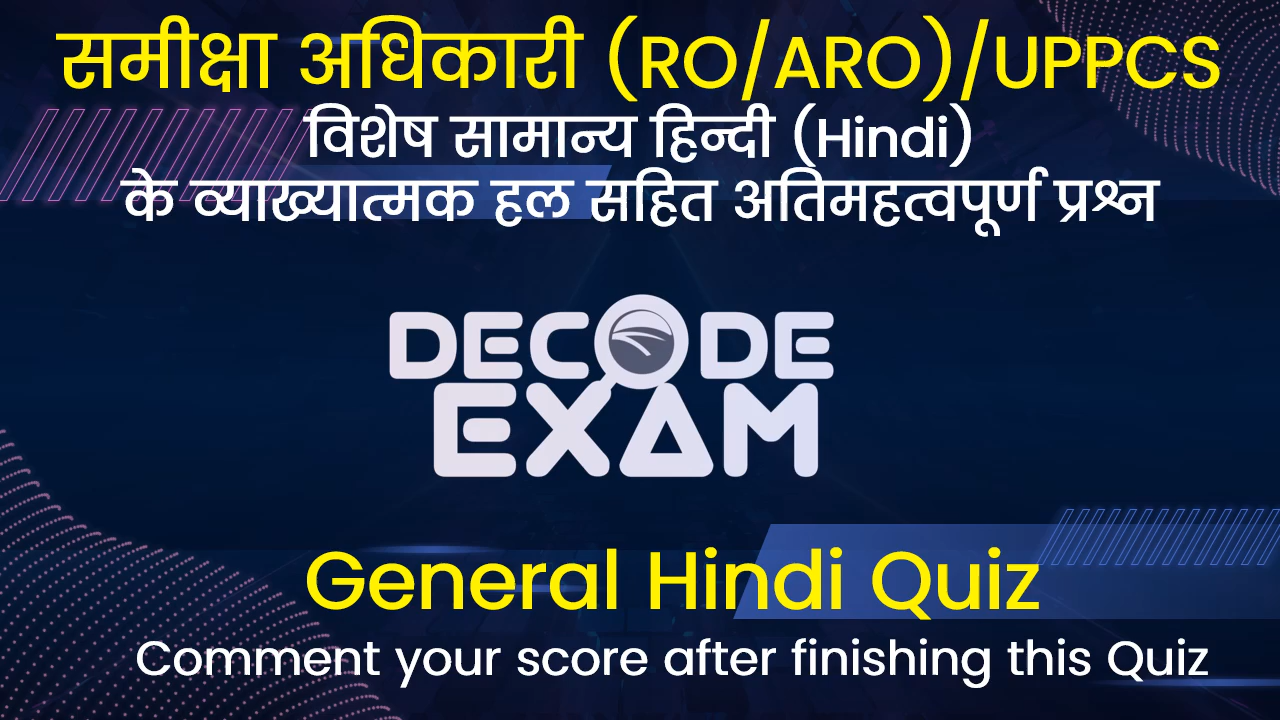 समीक्षा अधिकारी (RO/ARO)/UPPCS
विशेष सामान्य हिन्दी (Hindi)
के व्याख्यात्मक हल सहित अतिमहत्वपूर्ण प्रश्न
DECODE
EXAM
General Hindi Quiz
Comment your score after finishing this Quiz